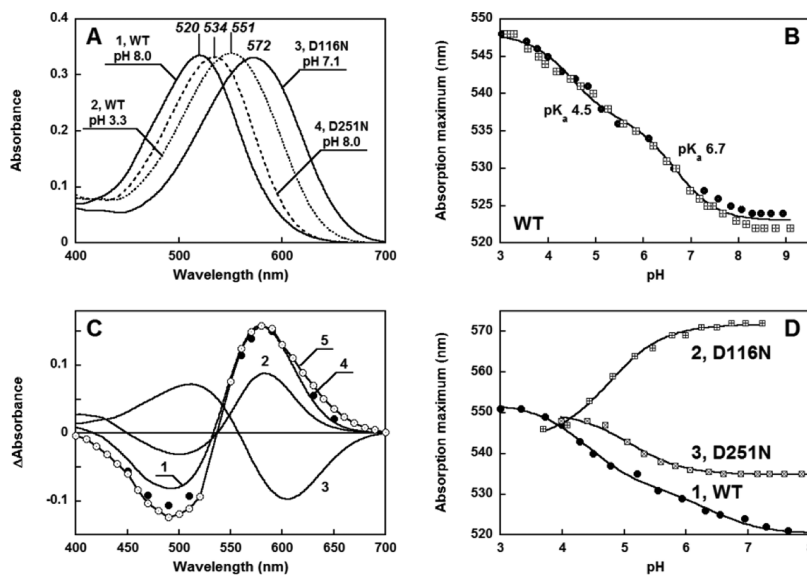 A
520 534 551
572
1, WT
pH 8.0
3, D116N
pH 7.1
2, WT
pH 3.3
4, D251N
pH 8.0
Absorbance
0.4
0.3
0.2
0.1
0
400 500 600 700
Wavelength (nm)
B
Absorption maximum (nm)
550
545
540
535
530
525
520
pKa 4.5
pKa 6.7
WT
3 4 5 6 7 8 9
pH
C
ΔAbsorbance
0.1
0
-0.1
5
4
2
1
3
400 450 500 550 600 650 700
Wavelength (nm)
D
Absorption maximum (nm)
570
560
550
540
530
520
2, D116N
3, D251N
1, WT
3 4 5 6 7
pH